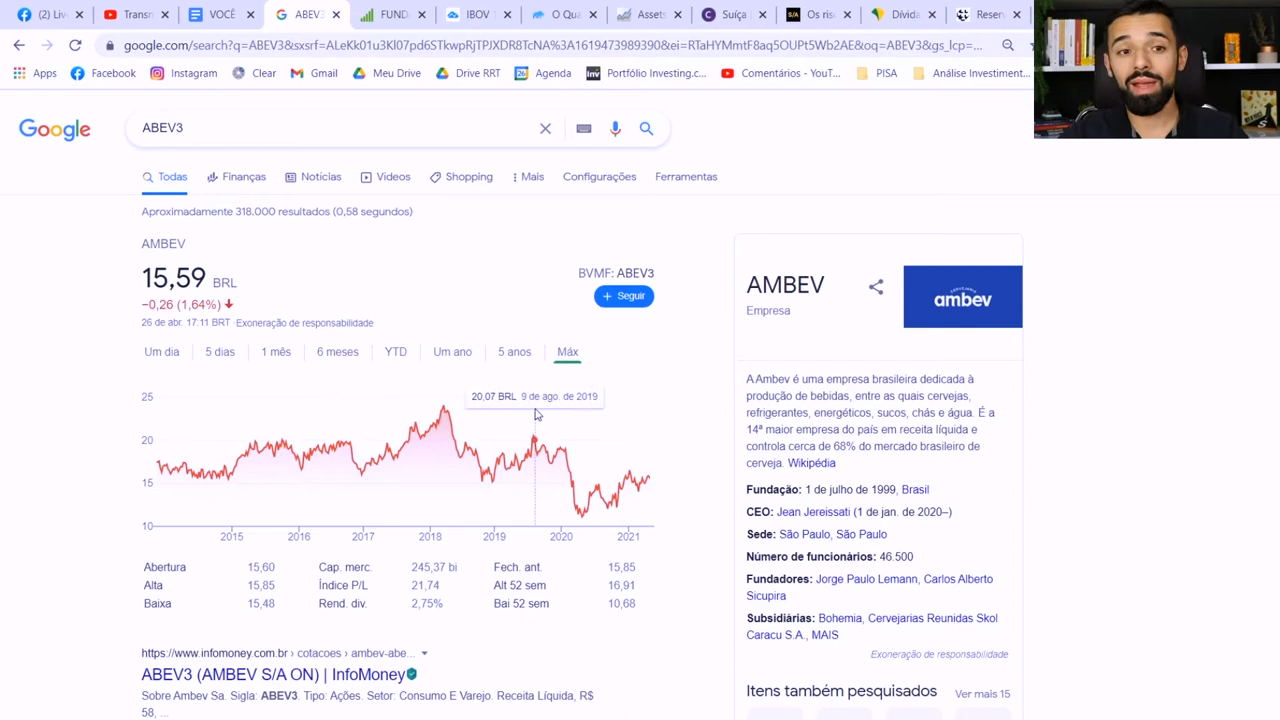 Live
Transm
VOCÊ
ABEV3
FUND
IBOV
O Qua
Assets
Suíça
Os ris
Dívida
Reserv
google.com/search?q=ABEV3&sxsrf=ALeKk01u3Kl07pd6STkwpRjTPJXDR8TcNA%3A1619473989390&ei=RTaHYMmtF8aq5OUPt5Wb2AE&oq=ABEV3&gs_lcp=...
Apps
Facebook
Instagram
Clear
Gmail
Meu Drive
Drive RRT
Agenda
Portfólio Investing.c...
Comentários - YouT...
PISA
Análise Investiment...
Google
ABEV3
Todas
Finanças
Notícias
Vídeos
Shopping
Mais
Configurações
Ferramentas
Aproximadamente 318.000 resultados (0,58 segundos)
AMBEV
15,59 BRL
BVMF: ABEV3
−0,26 (1,64%)
+ Seguir
26 de abr. 17:11 BRT Exoneração de responsabilidade
Um dia
5 dias
1 mês
6 meses
YTD
Um ano
5 anos
Máx
20,07 BRL 9 de ago. de 2019
25
20
15
10
2015
2016
2017
2018
2019
2020
2021
Abertura 15,60
Cap. merc. 245,37 bi
Fech. ant. 15,85
Alta 15,85
Índice P/L 21,74
Alt 52 sem 16,91
Baixa 15,48
Rend. div. 2,75%
Bai 52 sem 10,68
https://www.infomoney.com.br › cotacoes › ambev-abe...
ABEV3 (AMBEV S/A ON) | InfoMoney
Sobre Ambev Sa. Sigla: ABEV3. Tipo: Ações. Setor: Consumo E Varejo. Receita Líquida, R$
58, ...
AMBEV
Empresa
ambev
A Ambev é uma empresa brasileira dedicada à
produção de bebidas, entre as quais cervejas,
refrigerantes, energéticos, sucos, chás e água. É a
14ª maior empresa do país em receita líquida e
controla cerca de 68% do mercado brasileiro de
cerveja. Wikipédia
Fundação: 1 de julho de 1999, Brasil
CEO: Jean Jereissati (1 de jan. de 2020–)
Sede: São Paulo, São Paulo
Número de funcionários: 46.500
Fundadores: Jorge Paulo Lemann, Carlos Alberto
Sicupira
Subsidiárias: Bohemia, Cervejarias Reunidas Skol
Caracu S.A., MAIS
Exoneração de responsabilidade
Itens também pesquisados
Ver mais 15